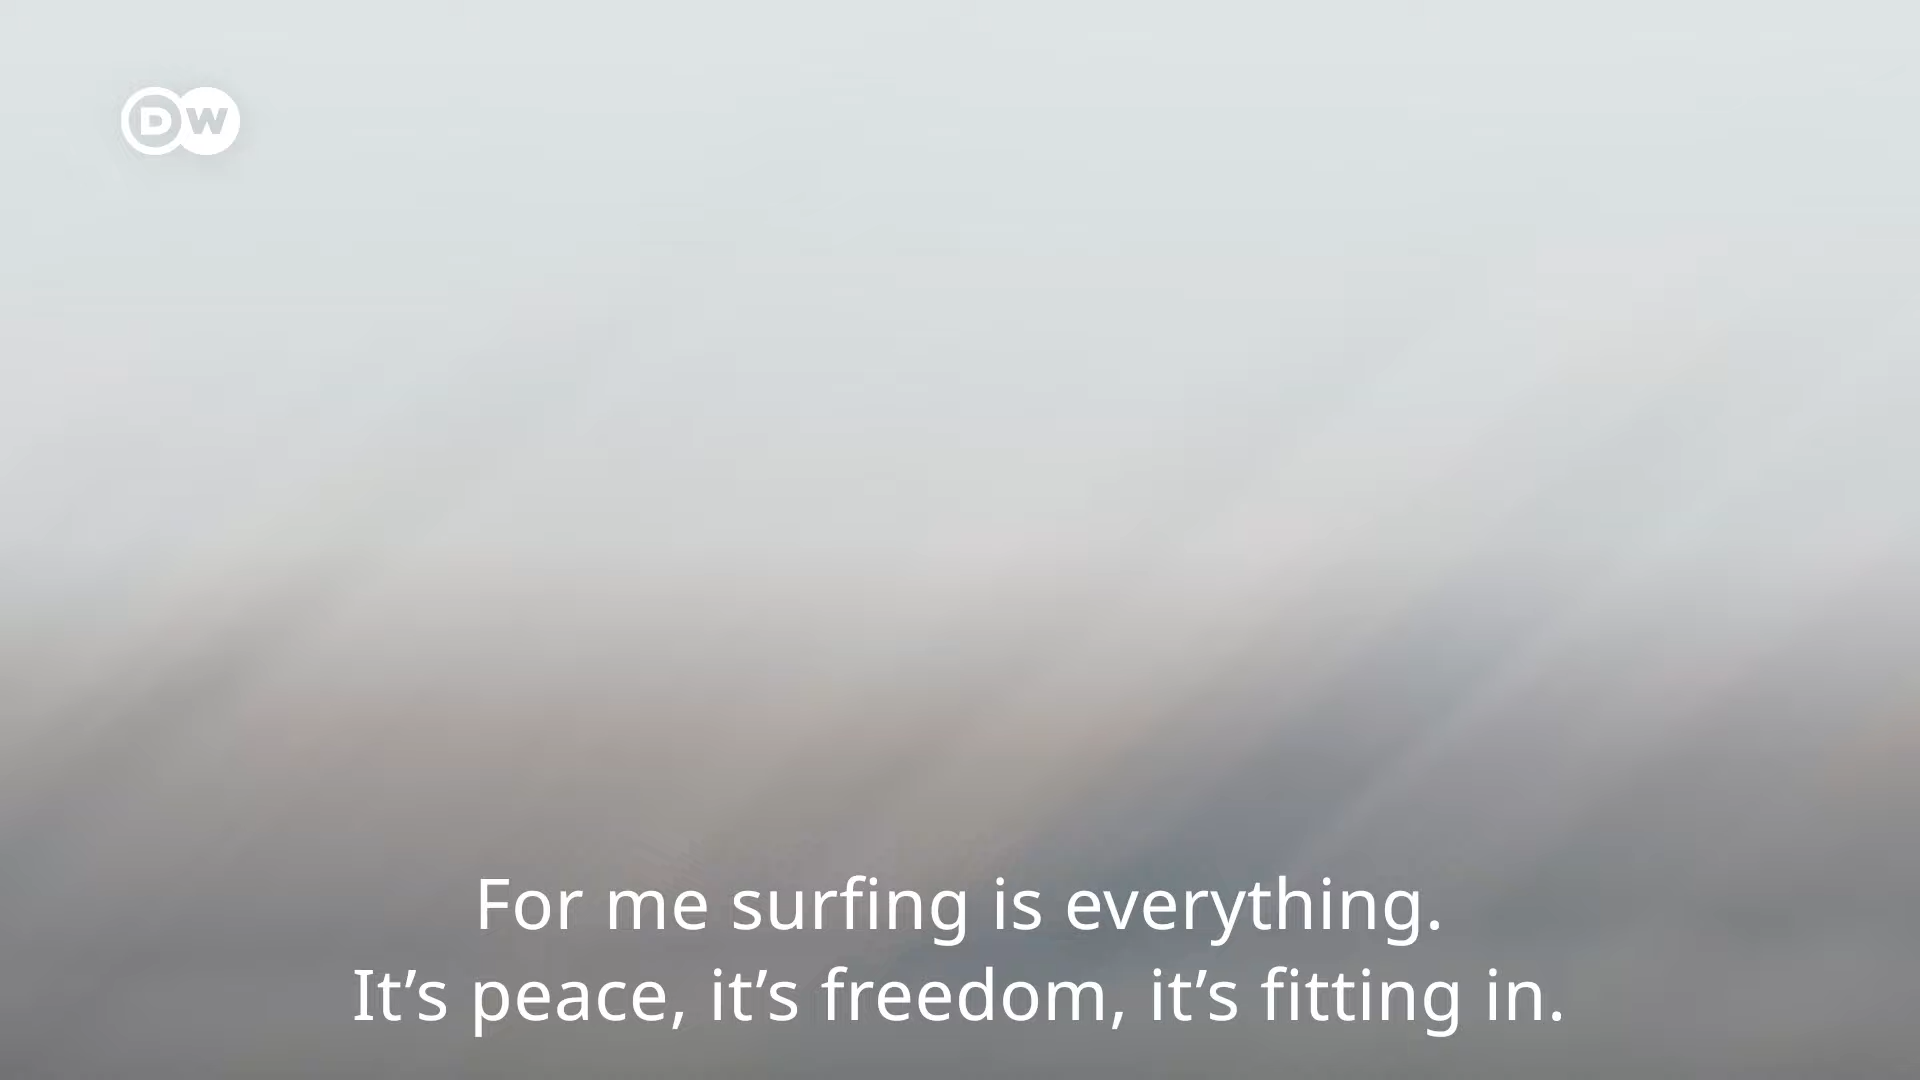 DW
For me surfing is everything.
It’s peace, it’s freedom, it’s fitting in.